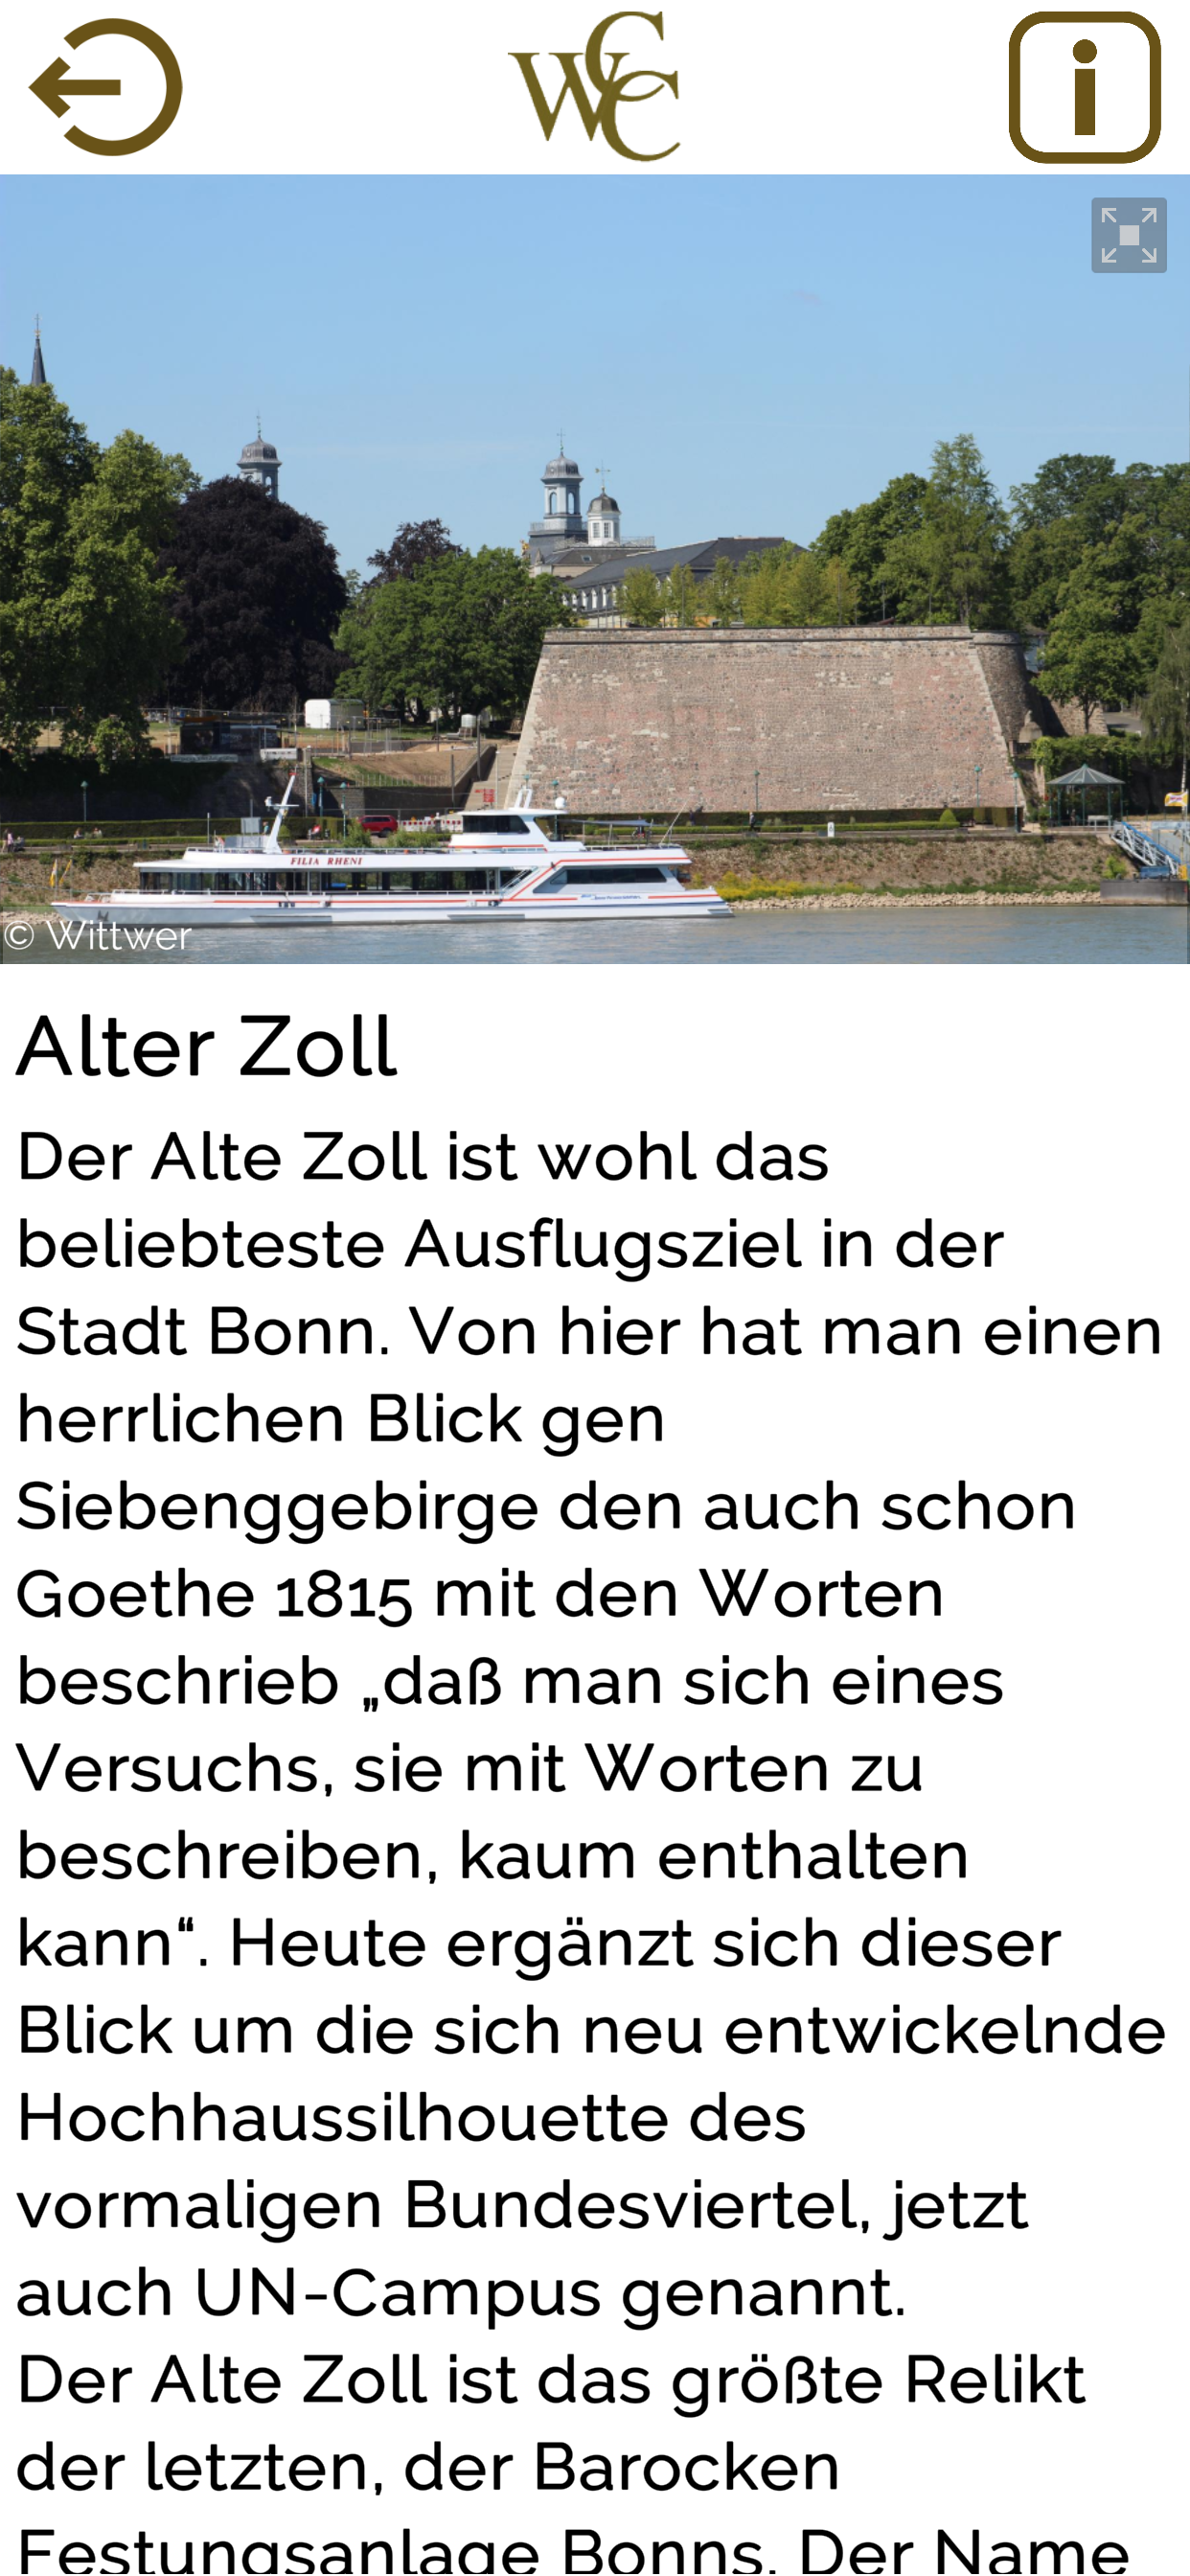 WCC
i
FILIA RHENI
© Wittwer
Alter Zoll
Der Alte Zoll ist wohl das
beliebteste Ausflugsziel in der
Stadt Bonn. Von hier hat man einen
herrlichen Blick gen
Siebenggebirge den auch schon
Goethe 1815 mit den Worten
beschrieb „daß man sich eines
Versuchs, sie mit Worten zu
beschreiben, kaum enthalten
kann“. Heute ergänzt sich dieser
Blick um die sich neu entwickelnde
Hochhaussilhouette des
vormaligen Bundesviertel, jetzt
auch UN-Campus genannt.
Der Alte Zoll ist das größte Relikt
der letzten, der Barocken
Festungsanlage Bonns. Der Name